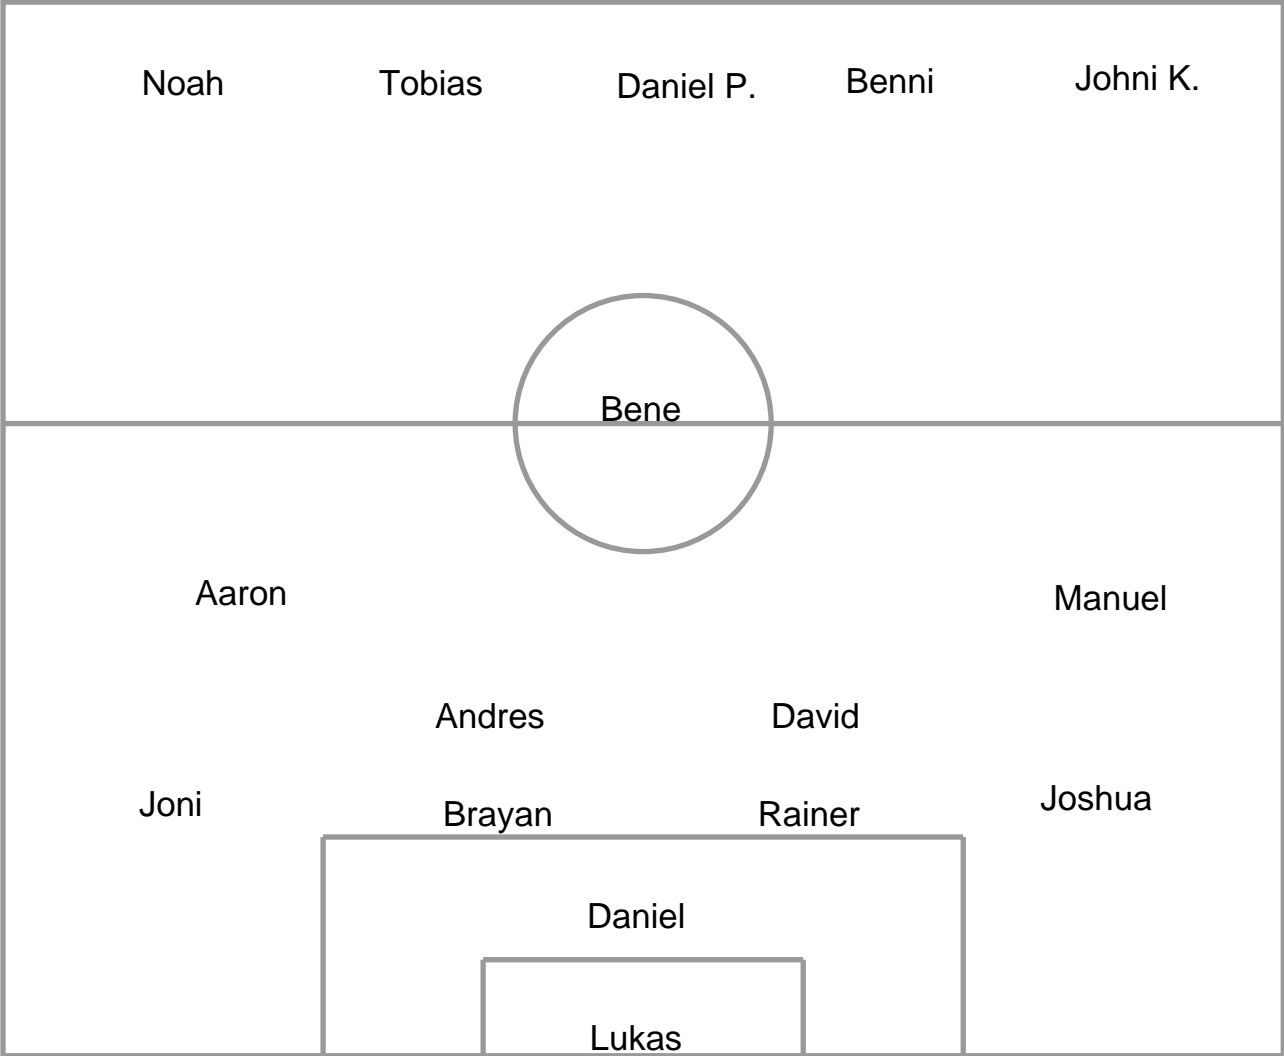 Noah Tobias Daniel P. Benni Johni K.
Bene
Aaron Manuel
Andres David
Joni Brayan Rainer Joshua
Daniel
Lukas